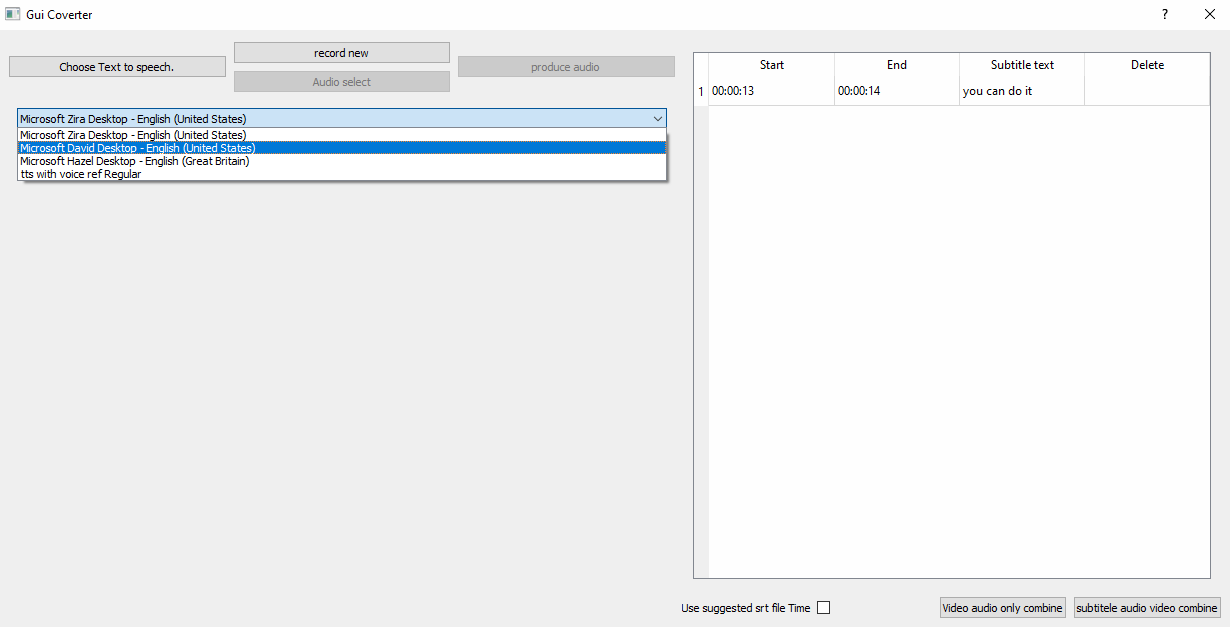 Gui Coverter
?
Choose Text to speech.
record new
Audio select
produce audio
Microsoft Zira Desktop - English (United States)
Microsoft Zira Desktop - English (United States)
Microsoft David Desktop - English (United States)
Microsoft Hazel Desktop - English (Great Britain)
tts with voice ref Regular
Start End Subtitle text Delete
1 00:00:13 00:00:14 you can do it
Use suggested srt file Time
Video audio only combine
subtitele audio video combine